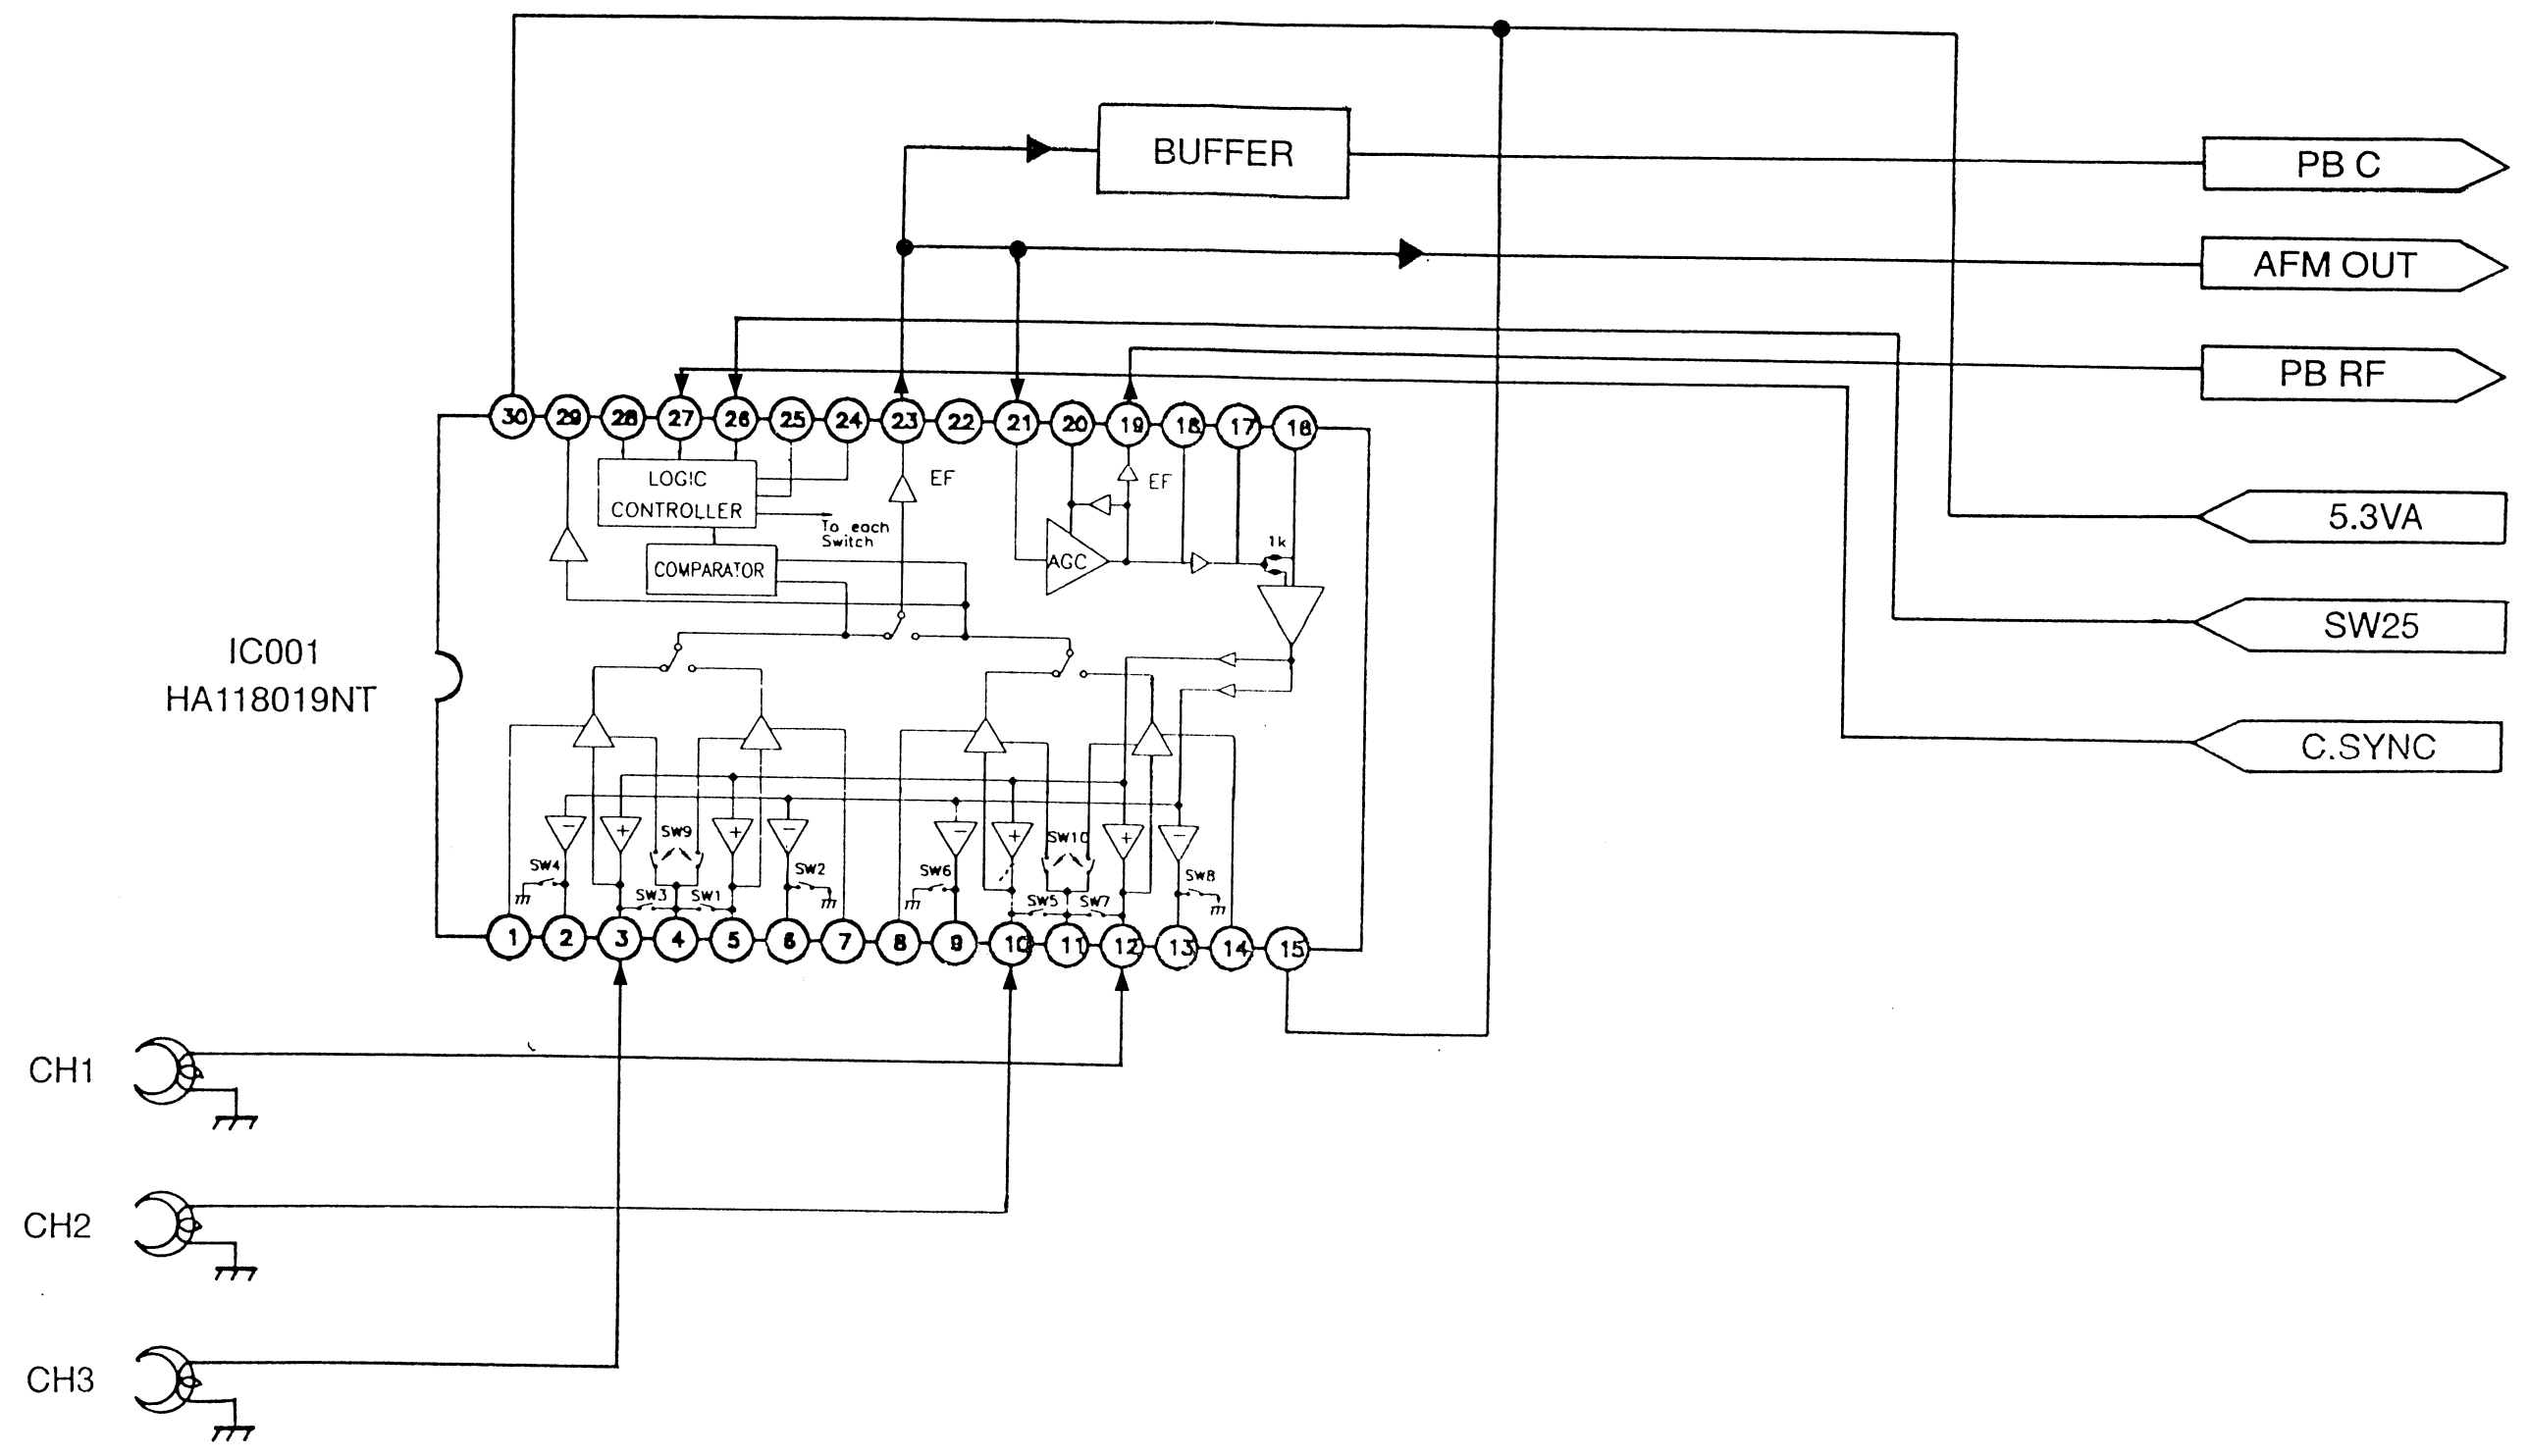 BUFFER
PB C
AFM OUT
PB RF
30 29 28 27 26 25 24 23 22 21 20 19 18 17 16
LOGIC
CONTROLLER
EF
EF
To each
Switch
5.3VA
COMPARATOR
AGC
1k
SW25
IC001
HA118019NT
C.SYNC
− + + − − + + −
SW9
SW10
SW4
SW2
SW6
SW8
SW3
SW1
SW5
SW7
1 2 3 4 5 6 7 8 9 10 11 12 13 14 15
CH1
CH2
CH3